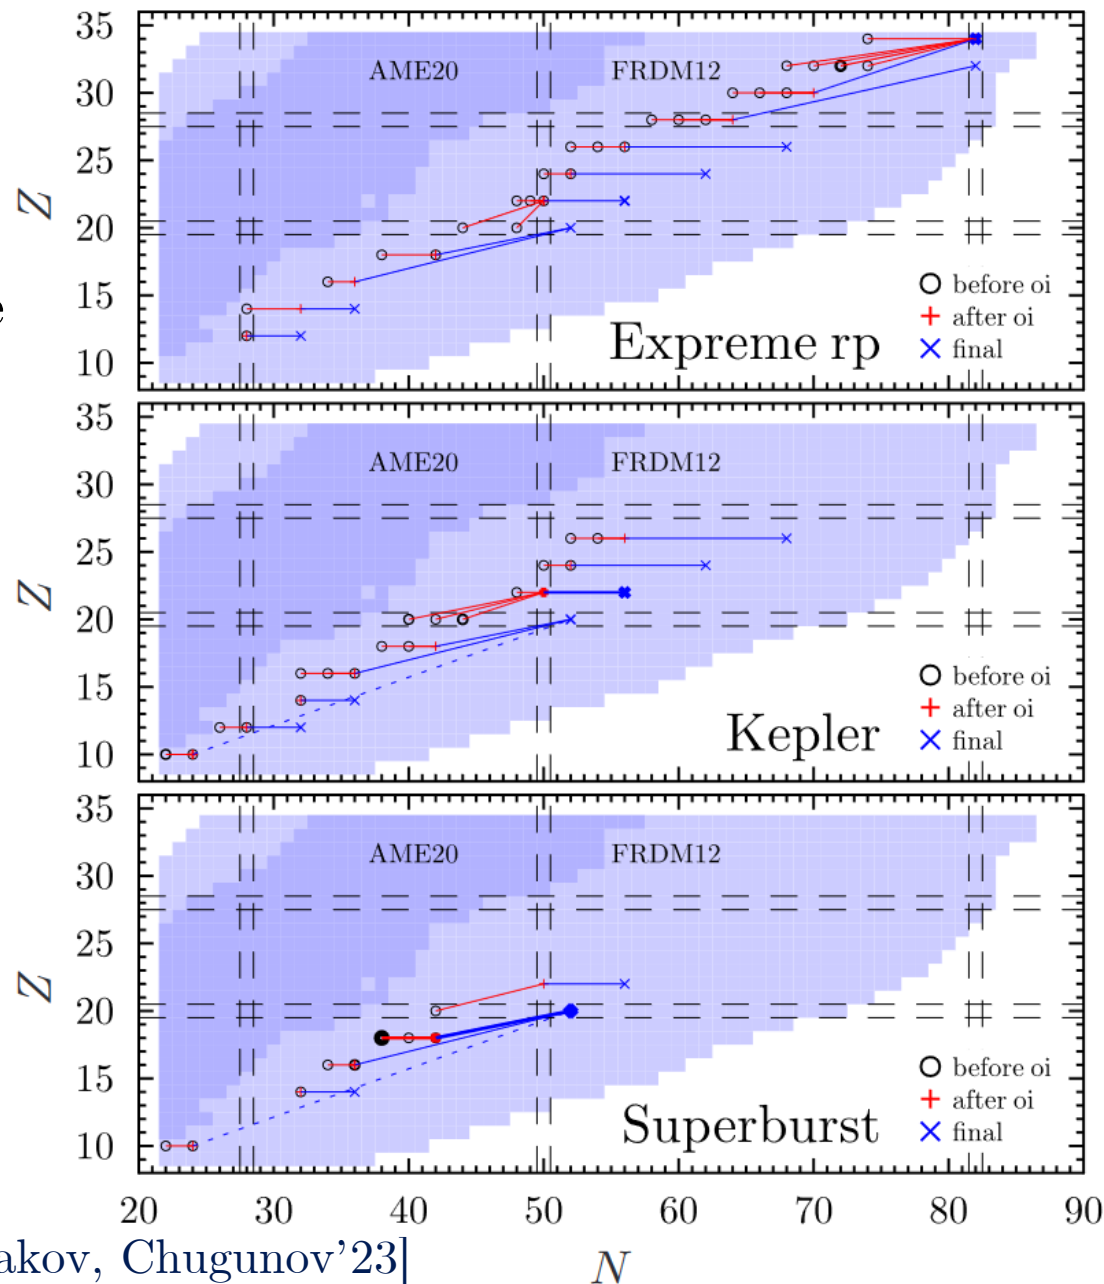 35
30
25
20
15
10
Z
AME20
FRDM12
before oi
after oi
final
Expreme rp
35
30
25
20
15
10
Z
AME20
FRDM12
before oi
after oi
final
Kepler
35
30
25
20
15
10
Z
AME20
FRDM12
before oi
after oi
final
Superburst
20 30 40 50 60 70 80 90
N
akov, Chugunov'23]
e